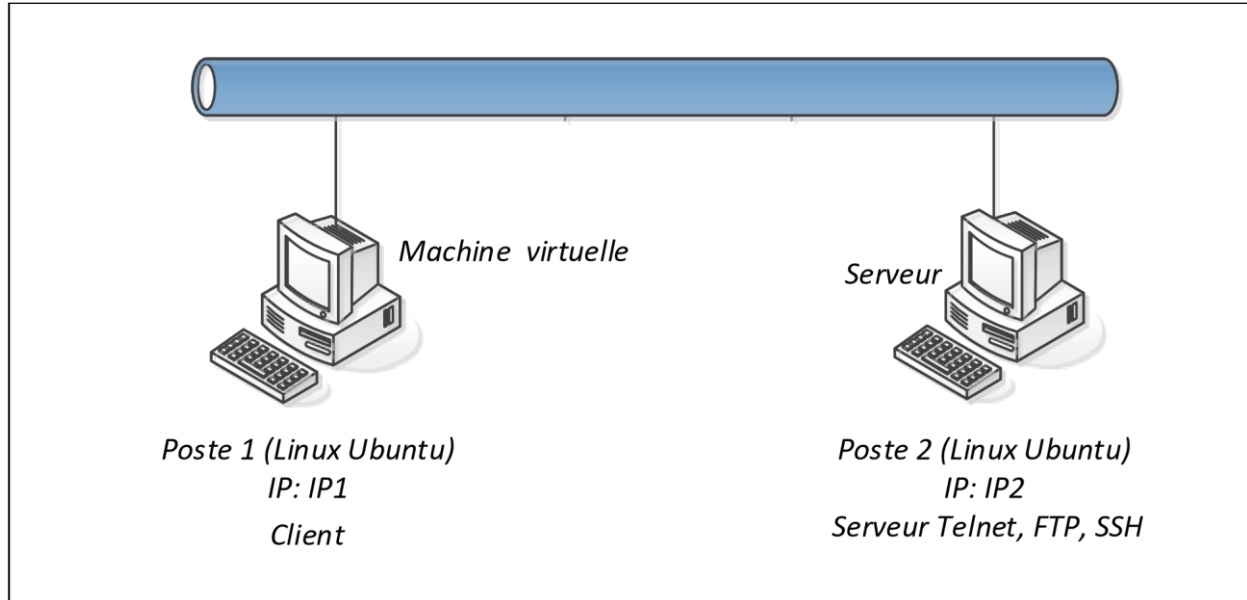 Machine virtuelle
Serveur
Poste 1 (Linux Ubuntu)
IP: IP1
Client
Poste 2 (Linux Ubuntu)
IP: IP2
Serveur Telnet, FTP, SSH